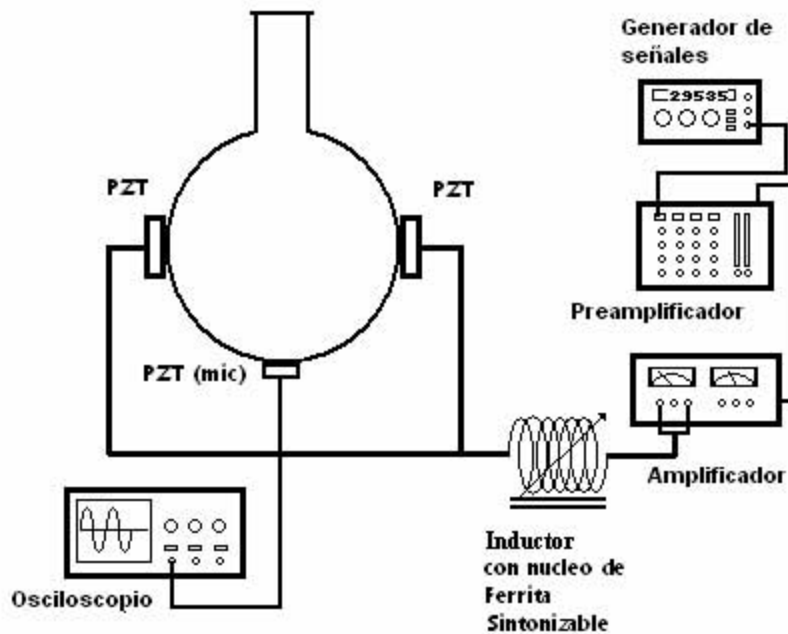 Generador de
señales
29535
PZT
PZT
Preamplificador
PZT (mic)
Amplificador
Inductor
con nucleo de
Ferrita
Sintonizable
Osciloscopio